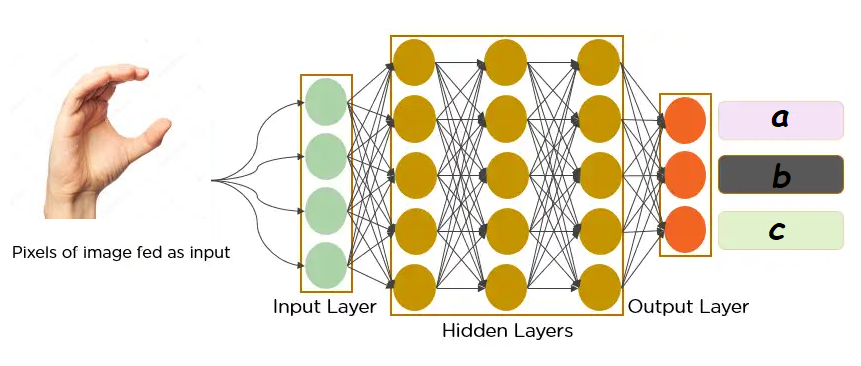 a
b
c
Pixels of image fed as input
Input Layer
Hidden Layers
Output Layer